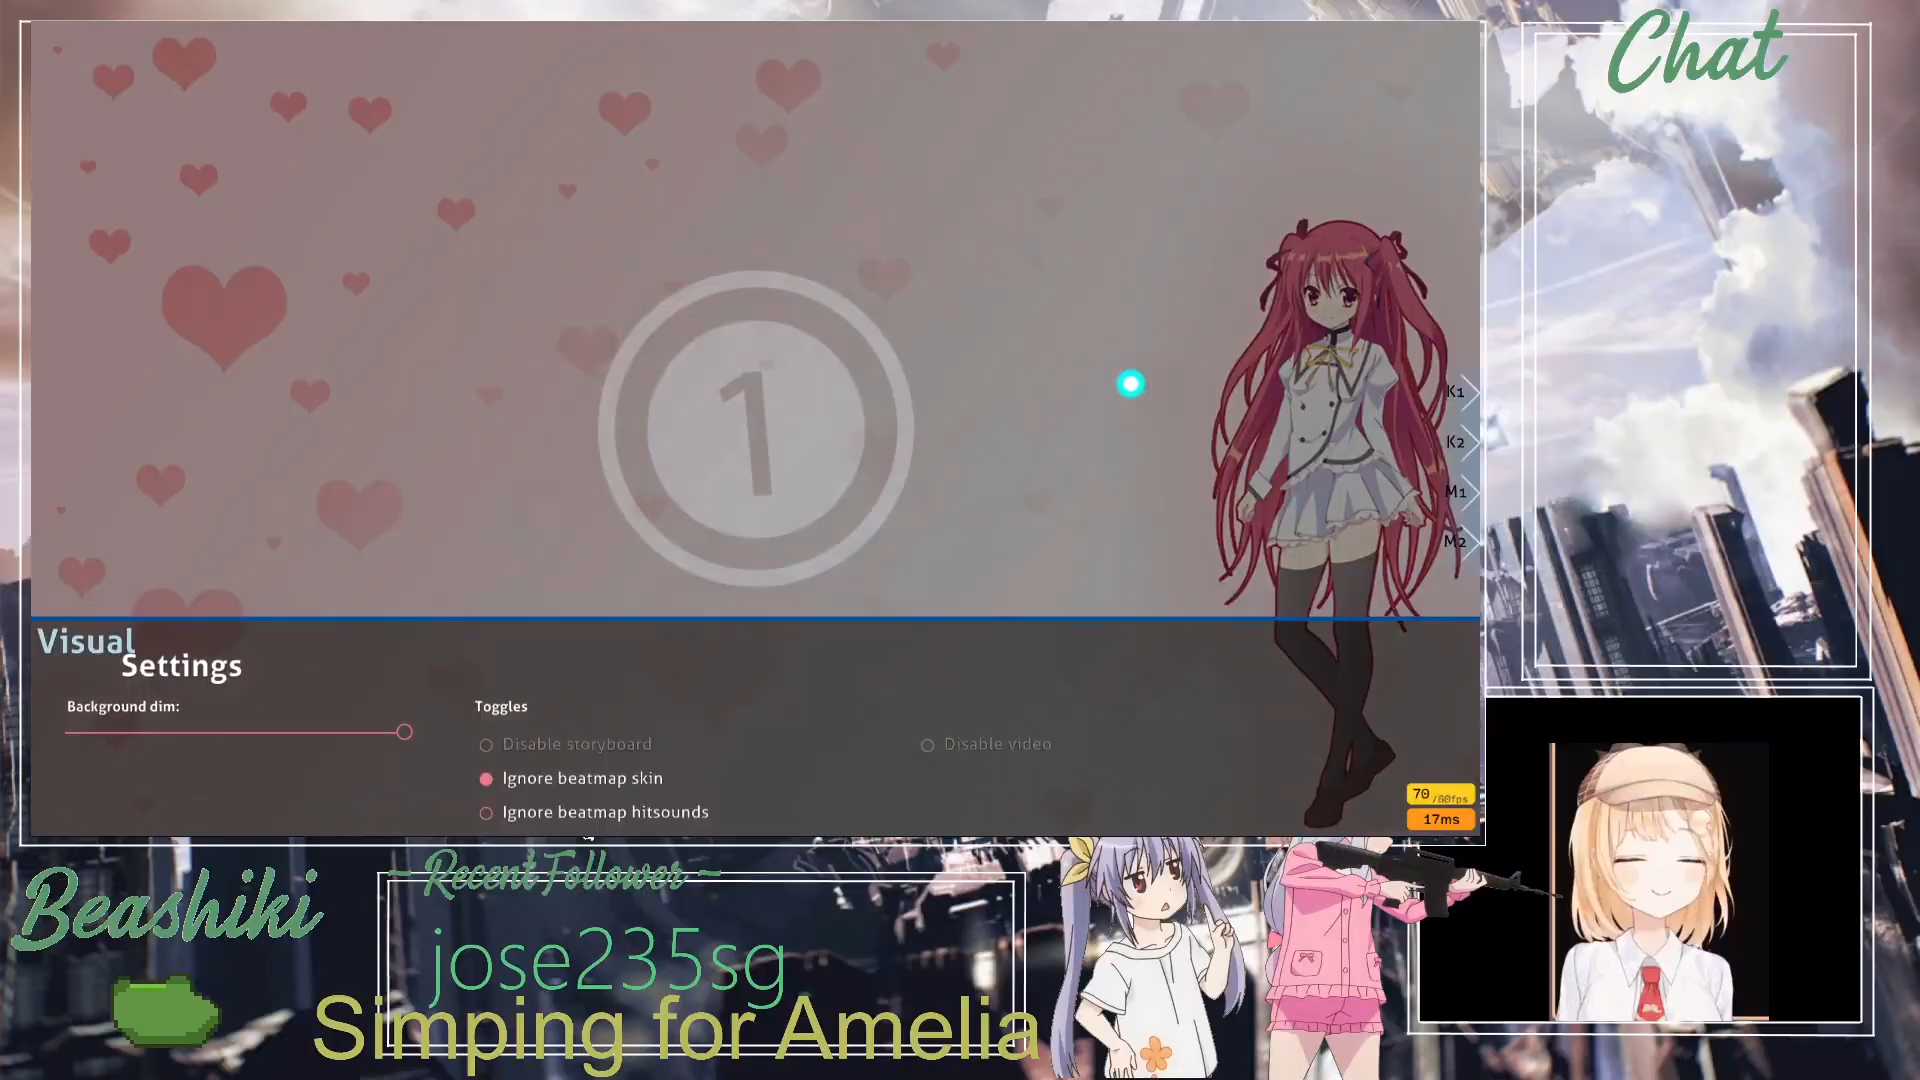 Chat
1
K1
K2
M1
M2
Visual
Settings
Background dim:
Toggles
Disable storyboard
Disable video
Ignore beatmap skin
Ignore beatmap hitsounds
70 /60fps
17ms
Beashiki
~ Recent Follower ~
jose235sg
Simping for Amelia